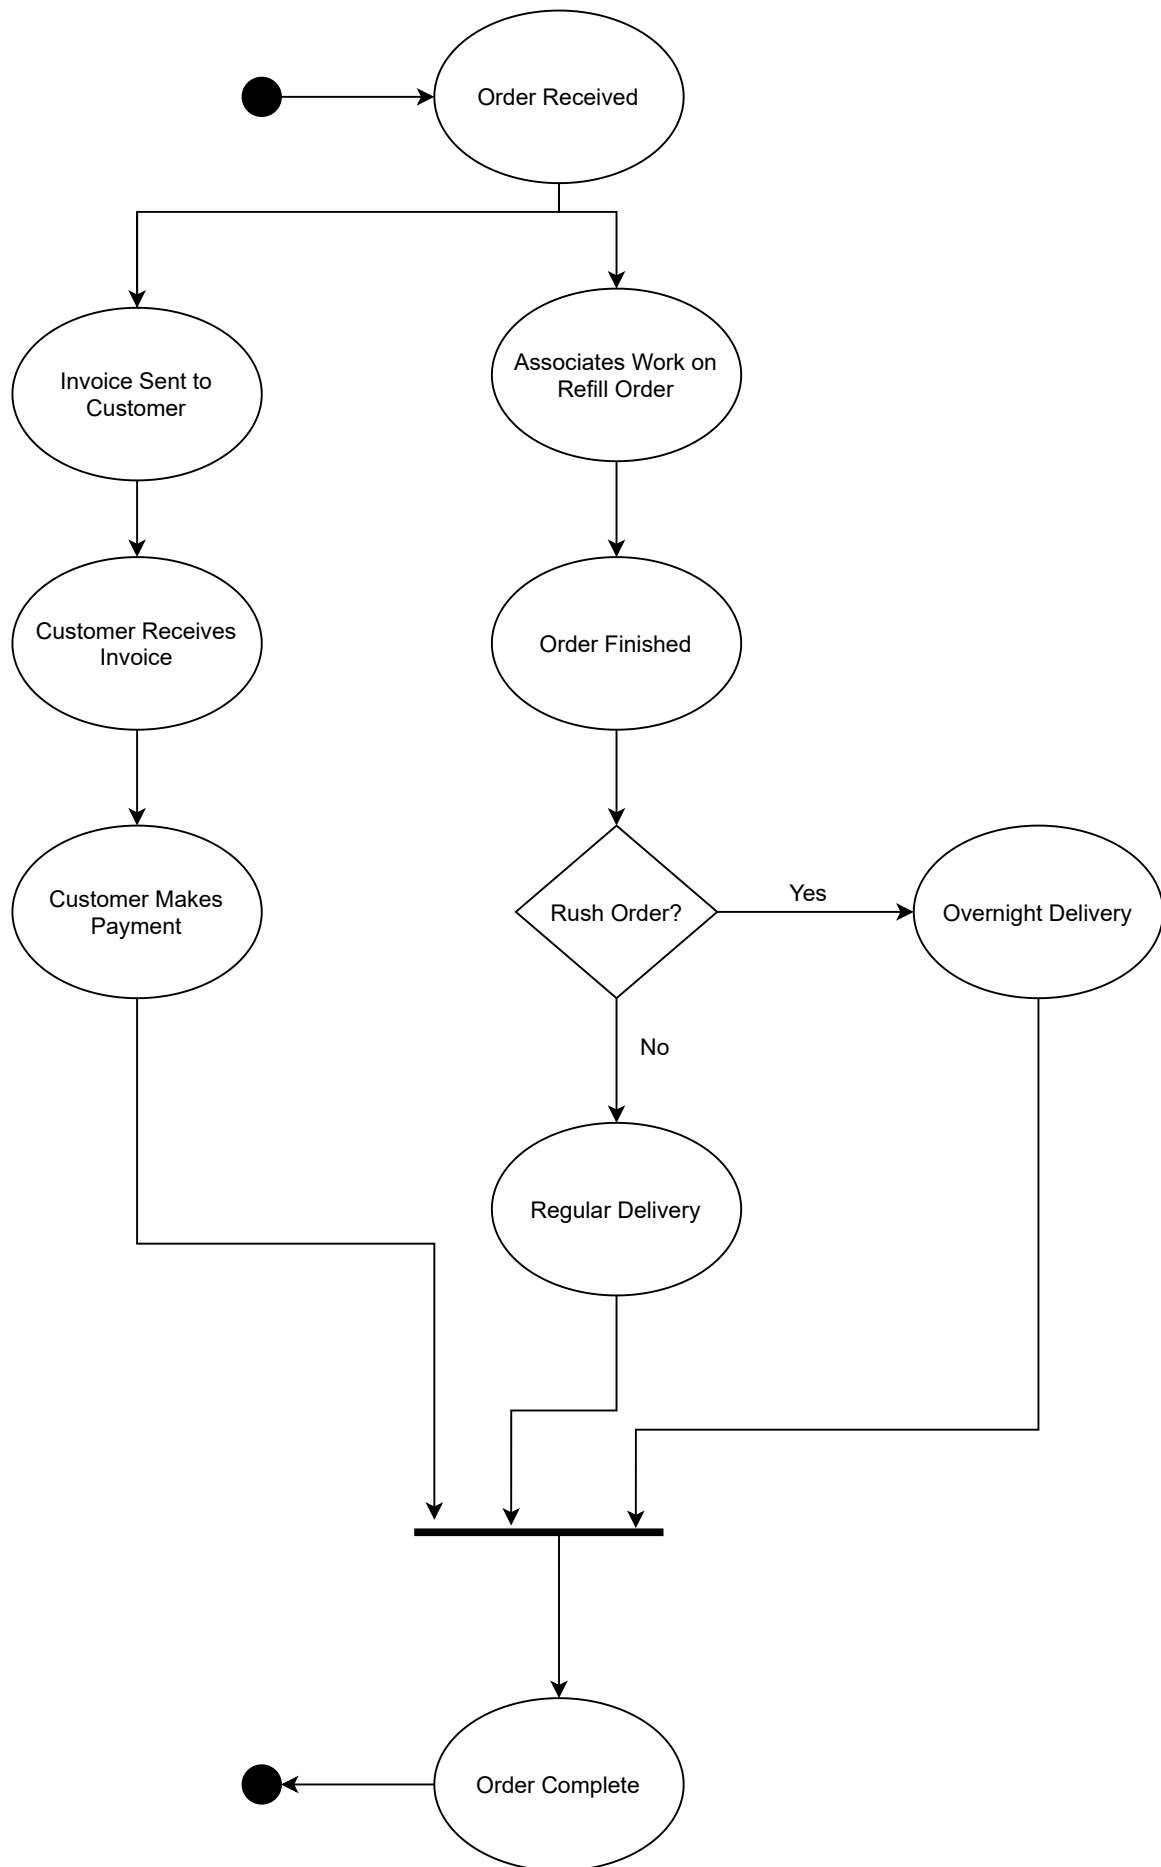 Order Received
Associates Work on
Refill Order
Invoice Sent to
Customer
Customer Receives
Invoice
Order Finished
Customer Makes
Payment
Rush Order?
Yes
Overnight Delivery
No
Regular Delivery
Order Complete